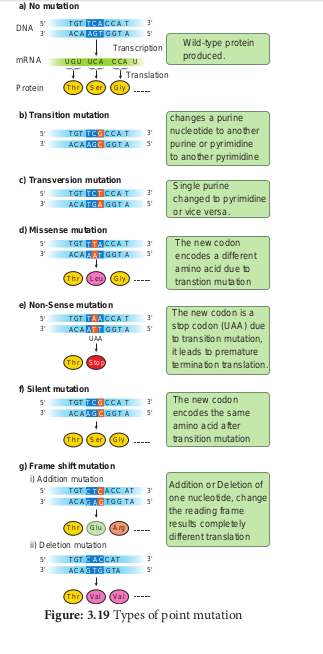 a) No mutation
DNA
5' TGT TCA CCA T 3'
3' ACA AGT GGT A 5'
Transcription
mRNA UGU UCA CCA U
Translation
Protein Thr Ser Gly
Wild-type protein
produced.
b) Transition mutation
5' TGT TCG CCA T 3'
3' ACA AGC GGT A 5'
changes a purine
nucleotide to another
purine or pyrimidine
to another pyrimidine
c) Transversion mutation
5' TGT TCT CCA T 3'
3' ACA TGA GGT A 5'
Single purine
changed to pyrimidine
or vice versa.
d) Missense mutation
5' TGT TTA CCA T 3'
3' ACA AAT GGT A 5'
Thr Leu Gly
The new codon
encodes a different
amino acid due to
transtion mutation
e) Non-Sense mutation
5' TGT TAA CCA T 3'
3' ACA ATT GGT A 5'
UAA
Thr Stop
The new codon is a
stop codon (UAA) due
to transition mutation,
it leads to premature
termination translation.
f) Silent mutation
5' TGT TCG CCA T 3'
3' ACA AGC GGT A 5'
Thr Ser Gly
The new codon
encodes the same
amino acid after
transition mutation
g) Frame shift mutation
i) Addition mutation
5' TGT CTC ACC AT 3'
3' ACA GAG TGG TA 5'
Thr Glu Arg
ii) Deletion mutation
5' TGT CAC CAT 3'
3' ACA GTG GTA 5'
Thr Val Val
Addition or Deletion of
one nucleotide, change
the reading frame
results completely
different translation
Figure: 3.19 Types of point mutation